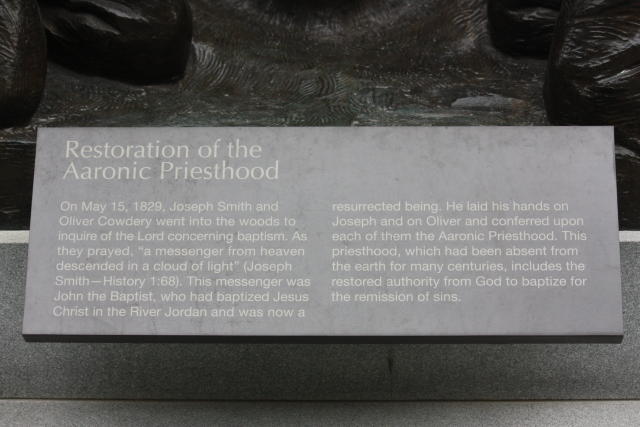 Restoration of the
Aaronic Priesthood
On May 15, 1829, Joseph Smith and
Oliver Cowdery went into the woods to
inquire of the Lord concerning baptism. As
they prayed, “a messenger from heaven
descended in a cloud of light” (Joseph
Smith—History 1:68). This messenger was
John the Baptist, who had baptized Jesus
Christ in the River Jordan and was now a
resurrected being. He laid his hands on
Joseph and on Oliver and conferred upon
each of them the Aaronic Priesthood. This
priesthood, which had been absent from
the earth for many centuries, includes the
restored authority from God to baptize for
the remission of sins.